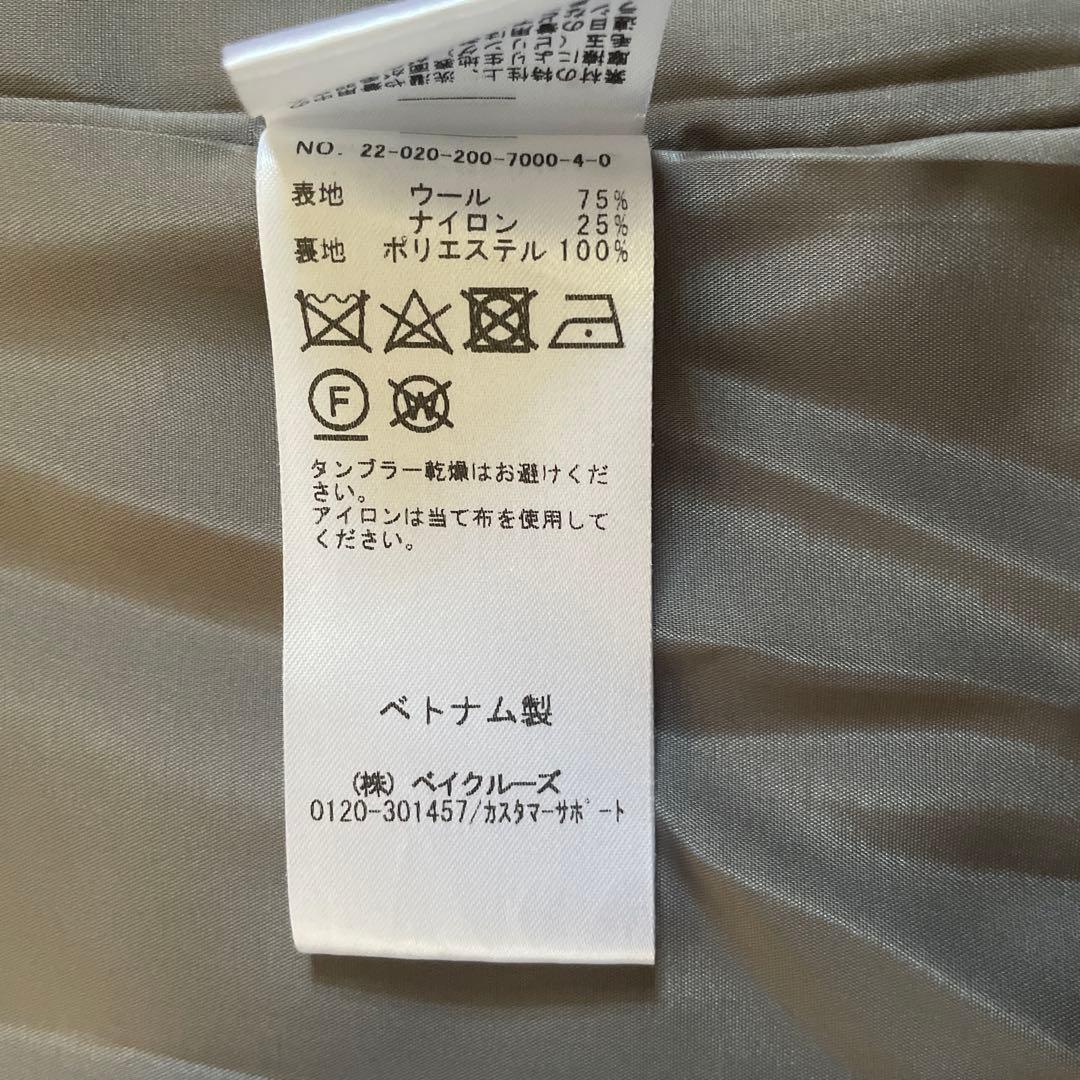 NO. 22-020-200-7000-4-0
表地 ウール 75%
ナイロン 25%
裏地 ポリエステル 100%
F
W
タンブラー乾燥はお避けくだ
さい。
アイロンは当て布を使用して
ください。
ベトナム製
(株) ベイクルーズ
0120-301457/カスタマーサポート